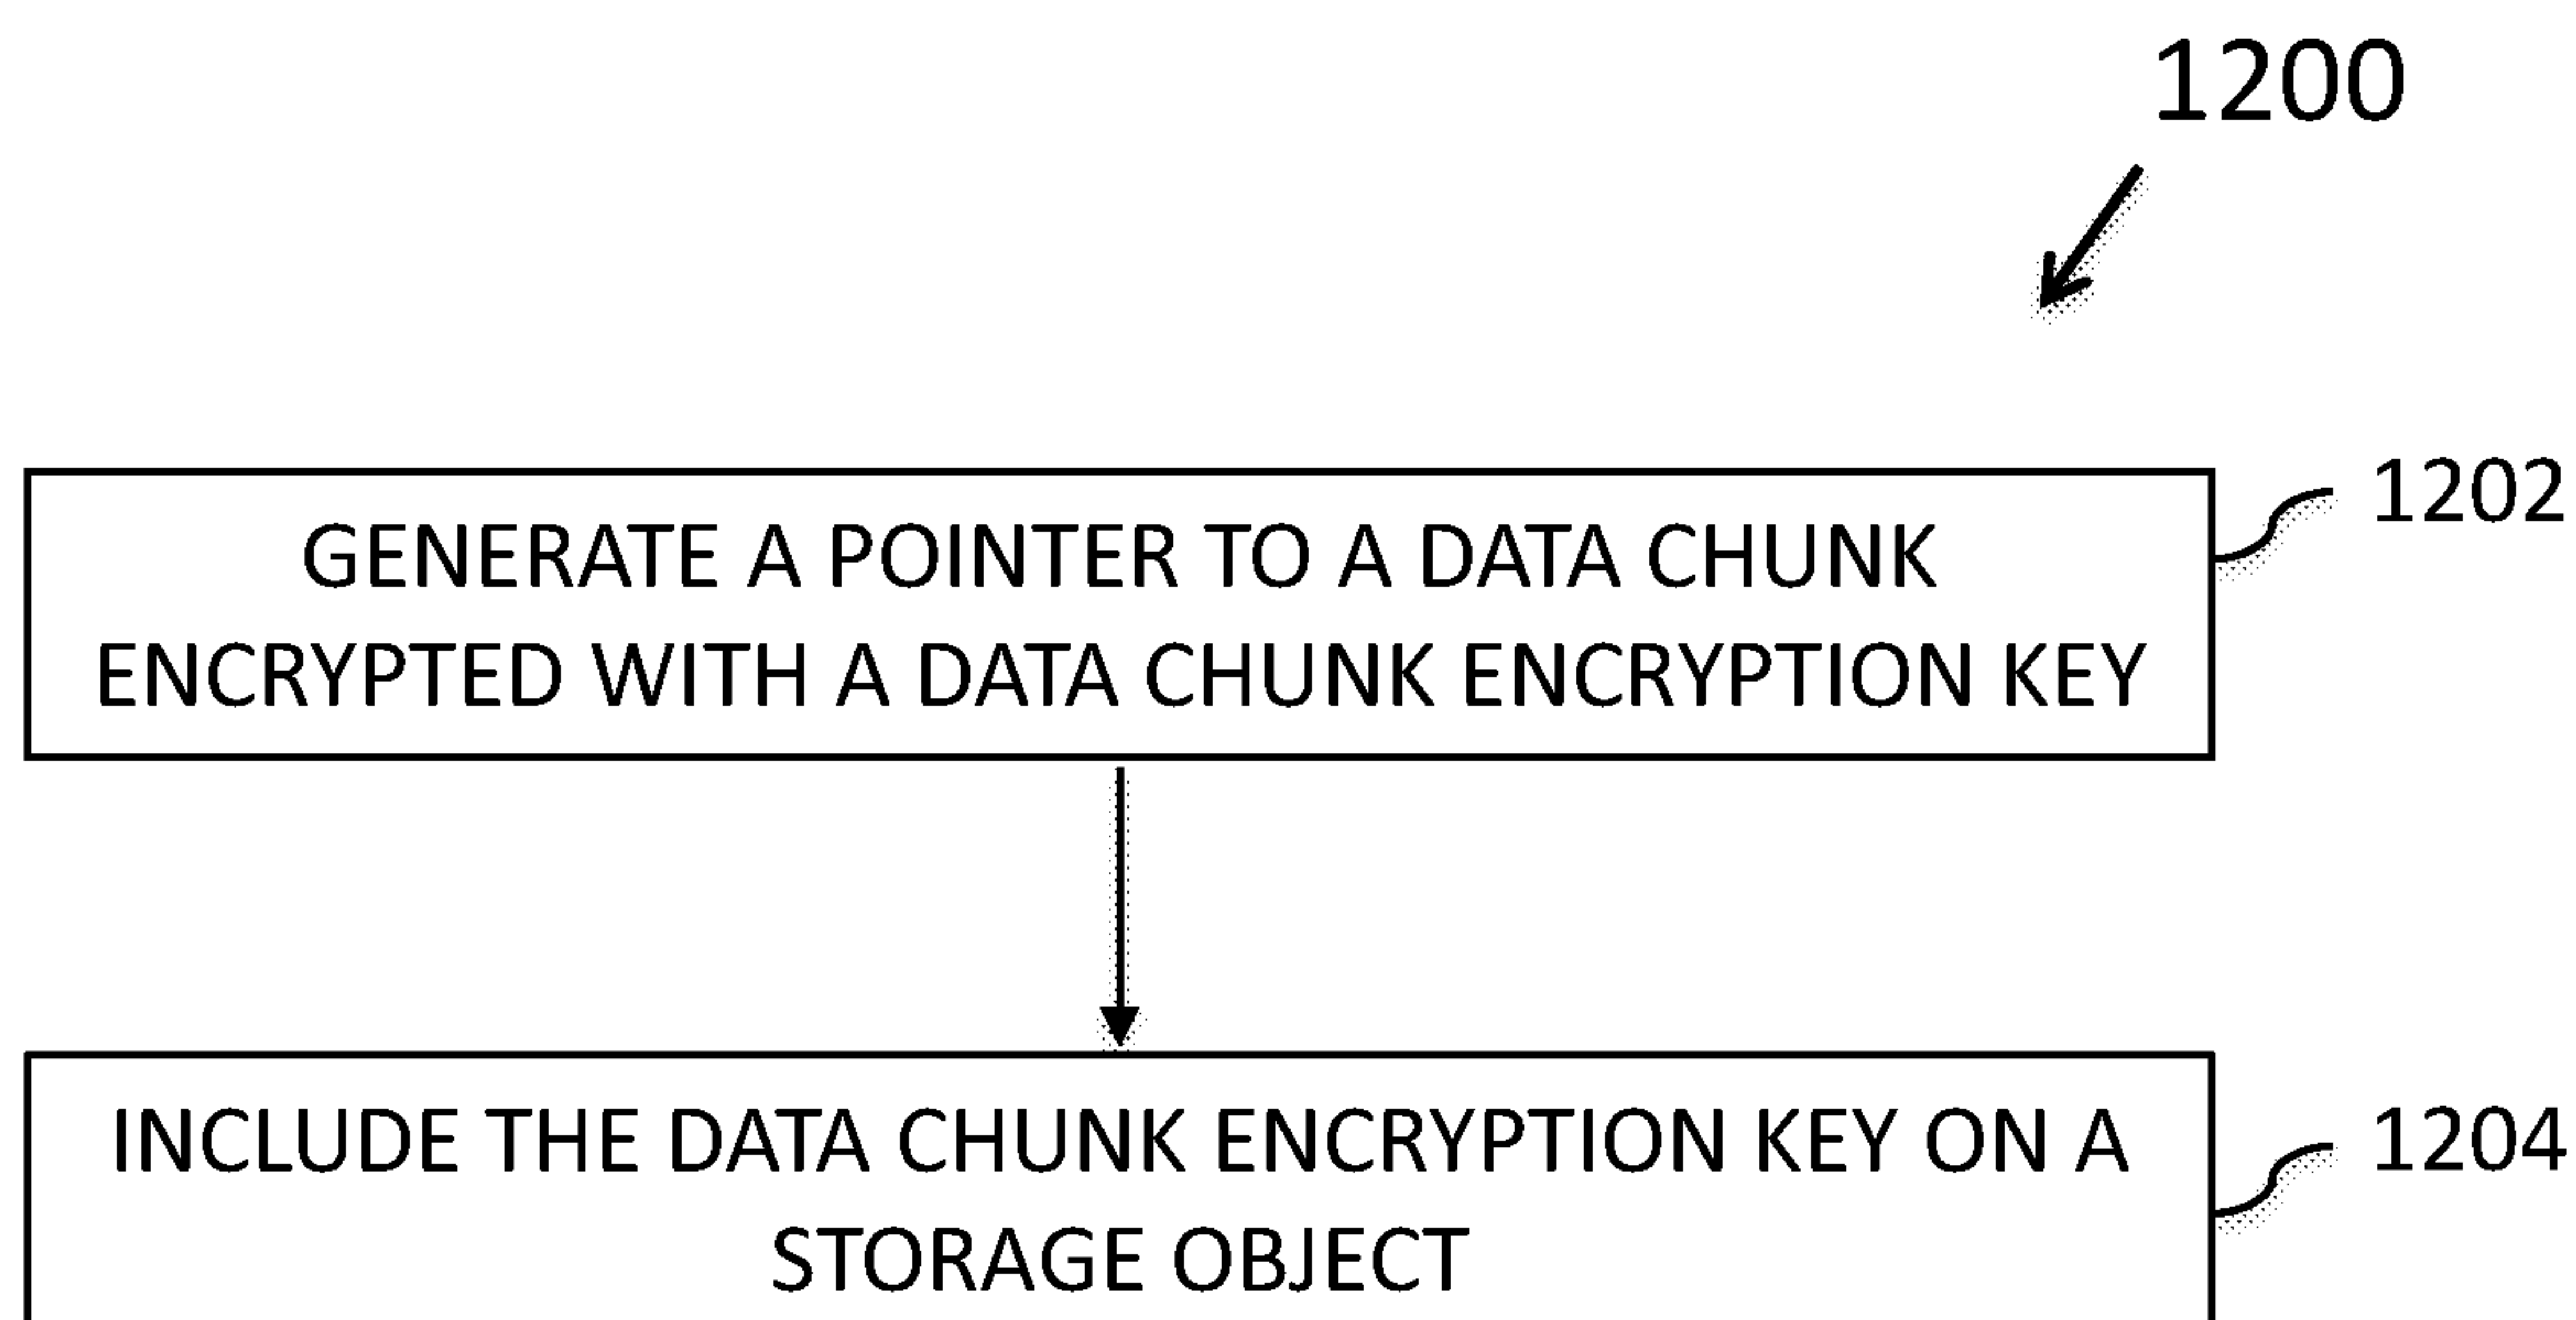 1200
GENERATE A POINTER TO A DATA CHUNK
ENCRYPTED WITH A DATA CHUNK ENCRYPTION KEY
1202
INCLUDE THE DATA CHUNK ENCRYPTION KEY ON A
STORAGE OBJECT
1204